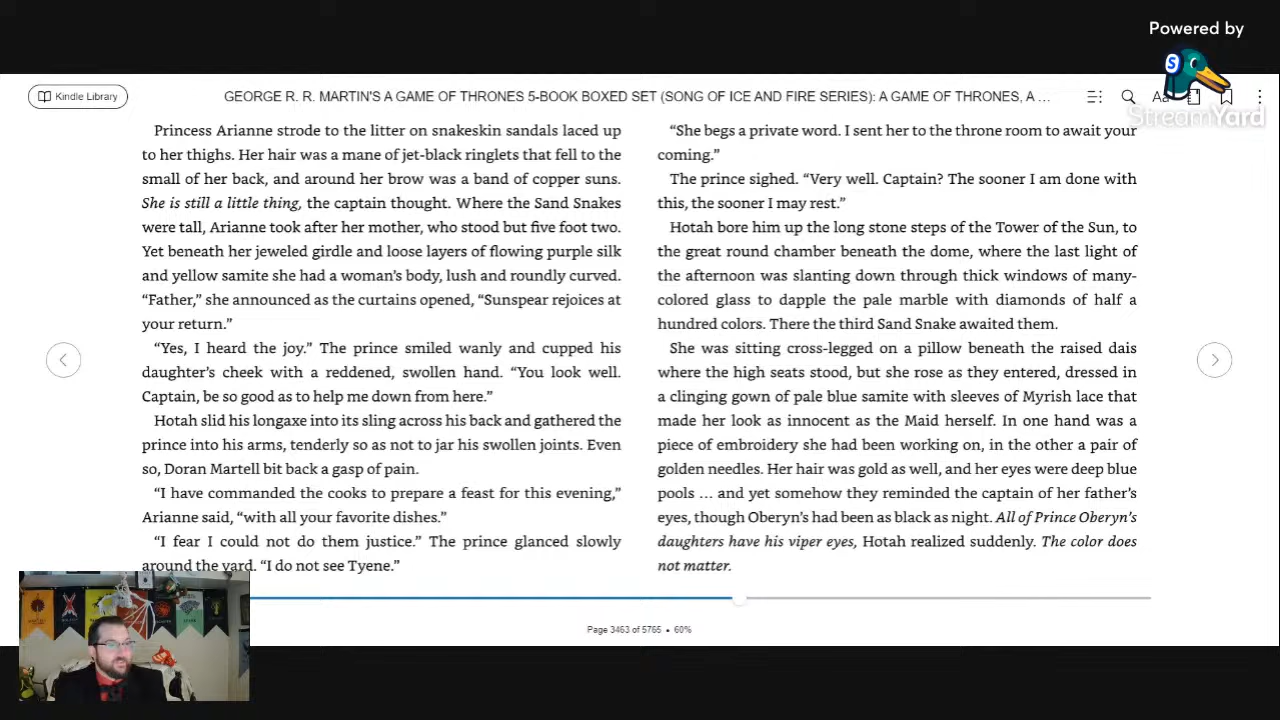 Powered by
StreamYard
Kindle Library
GEORGE R. R. MARTIN'S A GAME OF THRONES 5-BOOK BOXED SET (SONG OF ICE AND FIRE SERIES): A GAME OF THRONES, A ...
Aa
Princess Arianne strode to the litter on snakeskin sandals laced up
to her thighs. Her hair was a mane of jet-black ringlets that fell to the
small of her back, and around her brow was a band of copper suns.
She is still a little thing, the captain thought. Where the Sand Snakes
were tall, Arianne took after her mother, who stood but five foot two.
Yet beneath her jeweled girdle and loose layers of flowing purple silk
and yellow samite she had a woman's body, lush and roundly curved.
“Father,” she announced as the curtains opened, “Sunspear rejoices at
your return.”
“Yes, I heard the joy.” The prince smiled wanly and cupped his
daughter's cheek with a reddened, swollen hand. “You look well.
Captain, be so good as to help me down from here.”
Hotah slid his longaxe into its sling across his back and gathered the
prince into his arms, tenderly so as not to jar his swollen joints. Even
so, Doran Martell bit back a gasp of pain.
“I have commanded the cooks to prepare a feast for this evening,”
Arianne said, “with all your favorite dishes.”
“I fear I could not do them justice.” The prince glanced slowly
around the yard. “I do not see Tyene.”
“She begs a private word. I sent her to the throne room to await your
coming.”
The prince sighed. “Very well. Captain? The sooner I am done with
this, the sooner I may rest.”
Hotah bore him up the long stone steps of the Tower of the Sun, to
the great round chamber beneath the dome, where the last light of
the afternoon was slanting down through thick windows of many-
colored glass to dapple the pale marble with diamonds of half a
hundred colors. There the third Sand Snake awaited them.
She was sitting cross-legged on a pillow beneath the raised dais
where the high seats stood, but she rose as they entered, dressed in
a clinging gown of pale blue samite with sleeves of Myrish lace that
made her look as innocent as the Maid herself. In one hand was a
piece of embroidery she had been working on, in the other a pair of
golden needles. Her hair was gold as well, and her eyes were deep blue
pools ... and yet somehow they reminded the captain of her father's
eyes, though Oberyn's had been as black as night. All of Prince Oberyn's
daughters have his viper eyes, Hotah realized suddenly. The color does
not matter.
Page 3463 of 5765 • 60%